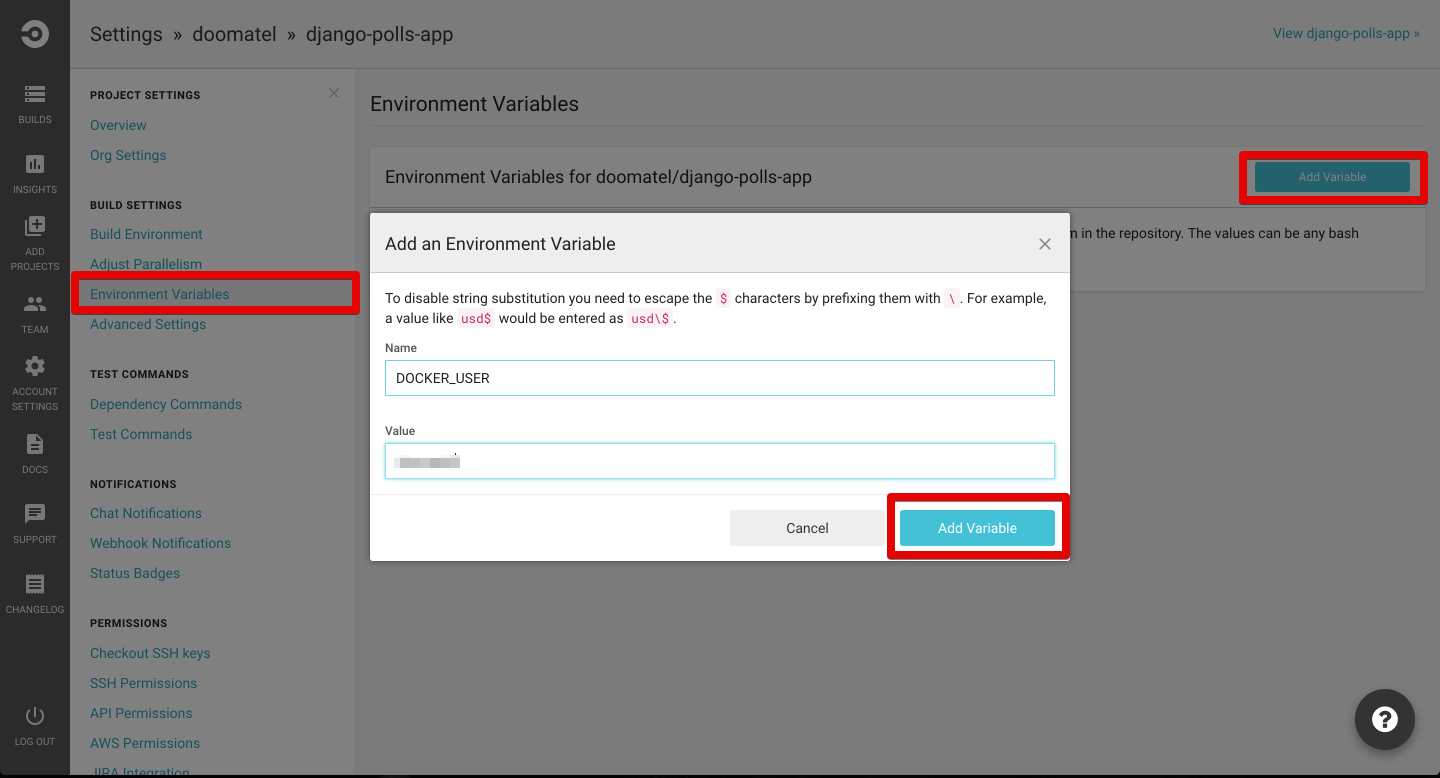 Settings » doomatel » django-polls-app
View django-polls-app »
BUILDS
INSIGHTS
ADD
PROJECTS
TEAM
ACCOUNT
SETTINGS
DOCS
SUPPORT
CHANGELOG
LOG OUT
PROJECT SETTINGS
Overview
Org Settings
BUILD SETTINGS
Build Environment
Adjust Parallelism
Environment Variables
Advanced Settings
TEST COMMANDS
Dependency Commands
Test Commands
NOTIFICATIONS
Chat Notifications
Webhook Notifications
Status Badges
PERMISSIONS
Checkout SSH keys
SSH Permissions
API Permissions
AWS Permissions
JIRA Integration
Environment Variables
Environment Variables for doomatel/django-polls-app
Add Variable
in the repository. The values can be any bash
Add an Environment Variable
To disable string substitution you need to escape the $ characters by prefixing them with \. For example,
a value like usd$ would be entered as usd\$.
Name
DOCKER_USER
Value
Cancel
Add Variable